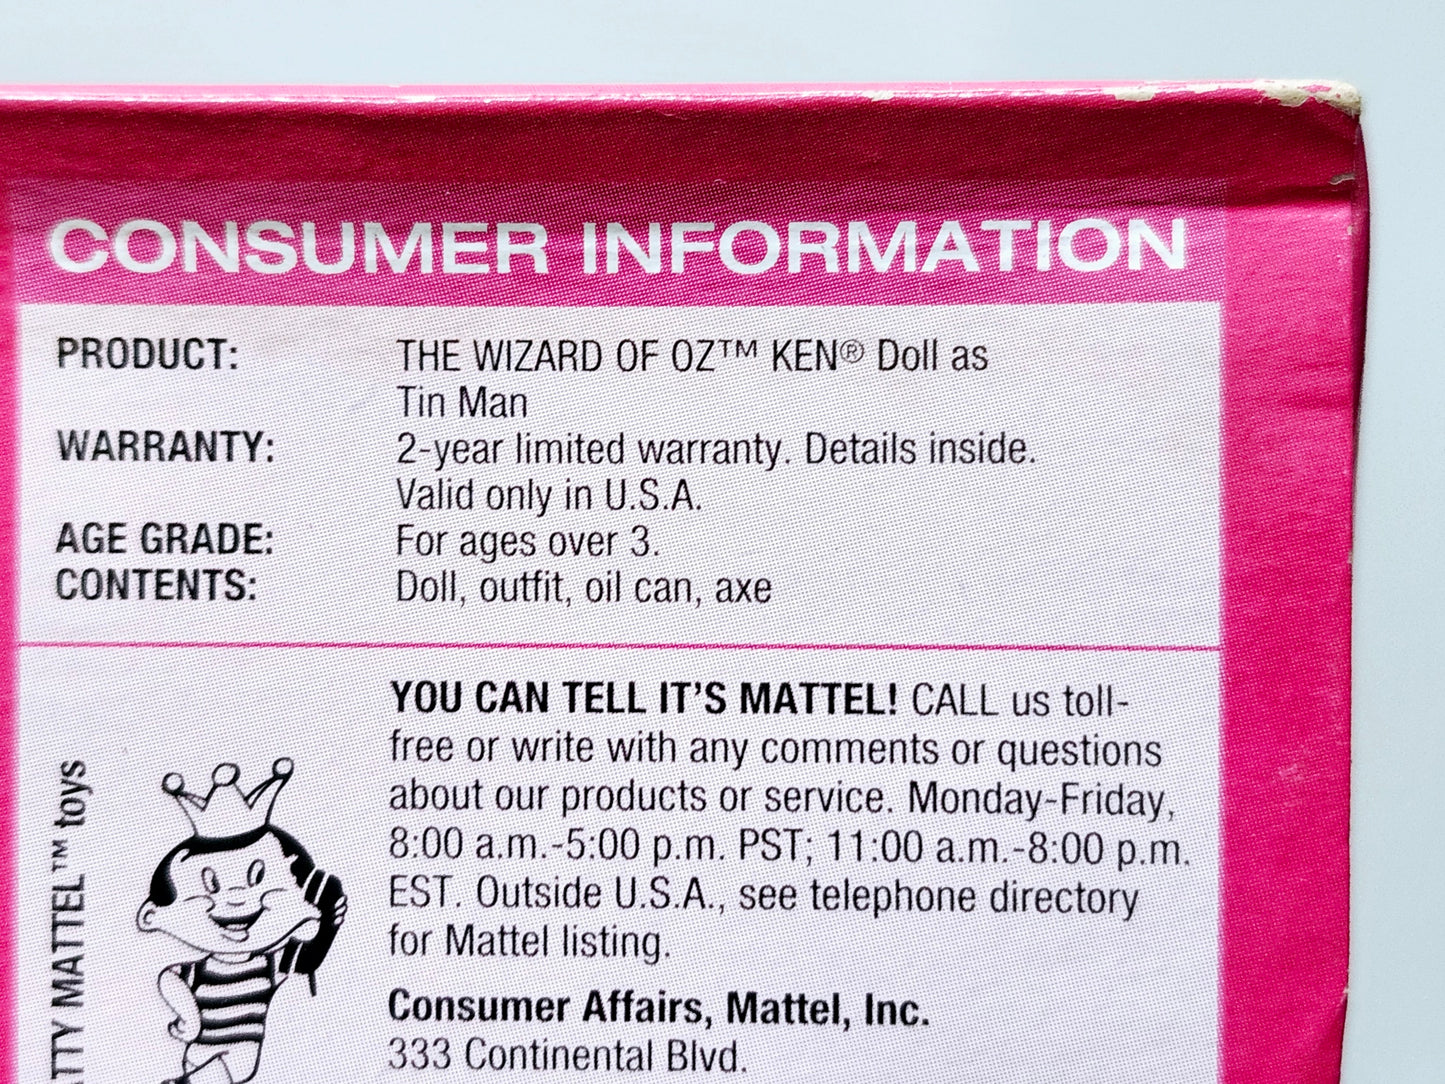 CONSUMER INFORMATION
PRODUCT: THE WIZARD OF OZ™ KEN® Doll as
Tin Man
WARRANTY: 2-year limited warranty. Details inside.
Valid only in U.S.A.
AGE GRADE: For ages over 3.
CONTENTS: Doll, outfit, oil can, axe
YOU CAN TELL IT'S MATTEL! CALL us toll-
free or write with any comments or questions
about our products or service. Monday-Friday,
8:00 a.m.-5:00 p.m. PST; 11:00 a.m.-8:00 p.m.
EST. Outside U.S.A., see telephone directory
for Mattel listing.
Consumer Affairs, Mattel, Inc.
333 Continental Blvd.
MATTEL™ toys